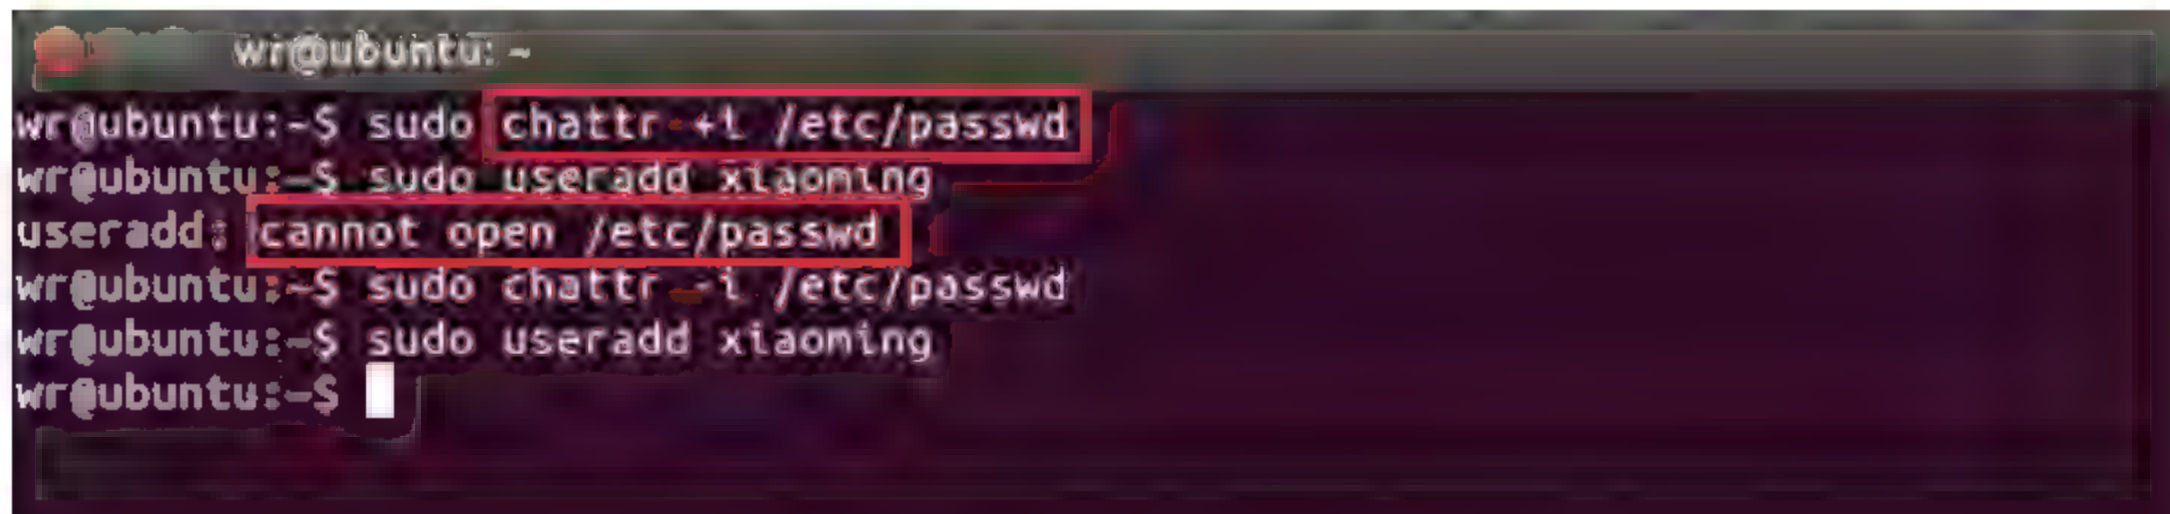 wr@ubuntu: ~
wr@ubuntu:~$ sudo chattr +i /etc/passwd
wr@ubuntu:~$ sudo useradd xiaoming
useradd: cannot open /etc/passwd
wr@ubuntu:~$ sudo chattr -i /etc/passwd
wr@ubuntu:~$ sudo useradd xiaoming
wr@ubuntu:~$